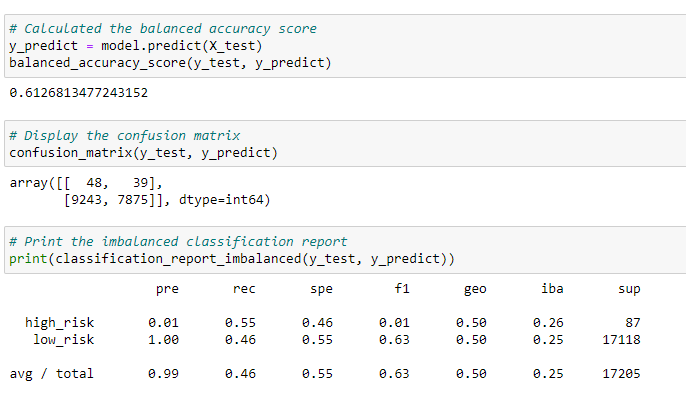 # Calculated the balanced accuracy score
y_predict = model.predict(X_test)
balanced_accuracy_score(y_test, y_predict)
0.6126813477243152
# Display the confusion matrix
confusion_matrix(y_test, y_predict)
array([[  48,   39],
       [9243, 7875]], dtype=int64)
# Print the imbalanced classification report
print(classification_report_imbalanced(y_test, y_predict))
pre rec spe f1 geo iba sup
high_risk 0.01 0.55 0.46 0.01 0.50 0.26 87
low_risk 1.00 0.46 0.55 0.63 0.50 0.25 17118
avg / total 0.99 0.46 0.55 0.63 0.50 0.25 17205